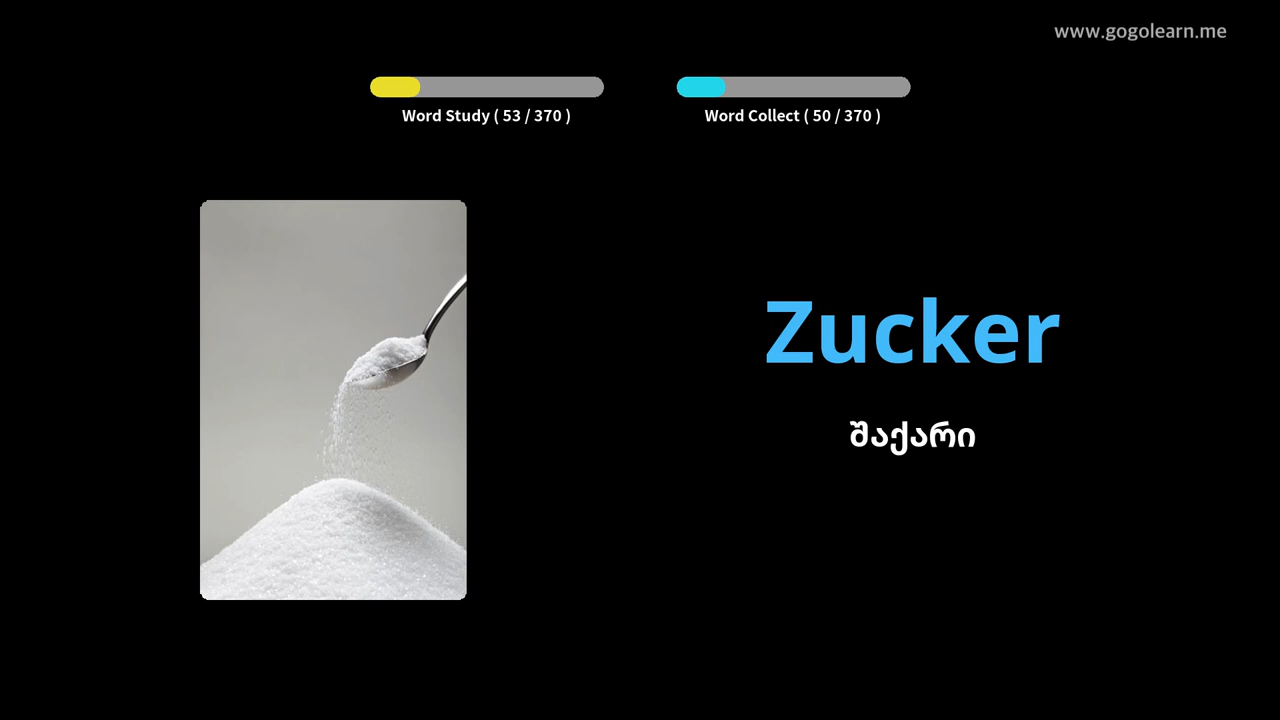 www.gogolearn.me
Word Study ( 53 / 370 )
Word Collect ( 50 / 370 )
Zucker
შაქარი